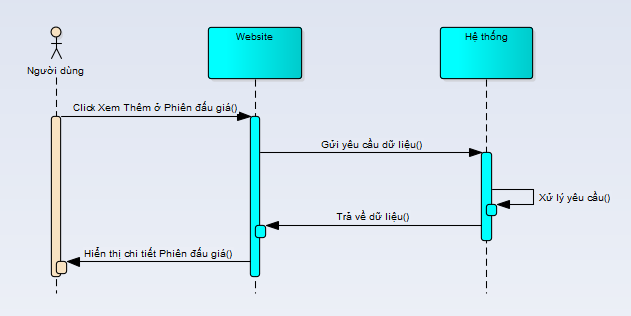 Website
Hệ thống
Người dùng
Click Xem Thêm ở Phiên đấu giá()
Gửi yêu cầu dữ liệu()
Xử lý yêu cầu()
Trả về dữ liệu()
Hiển thị chi tiết Phiên đấu giá()